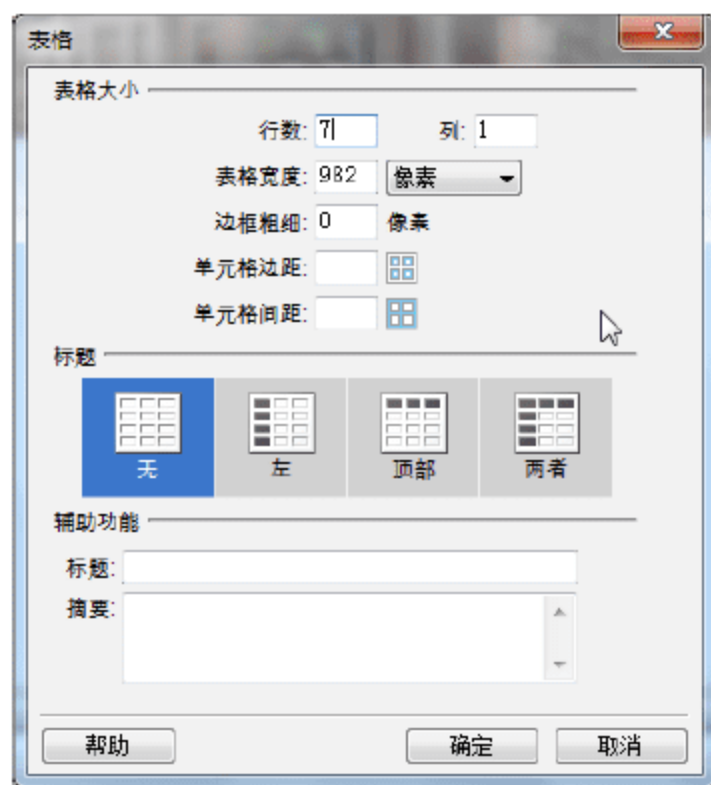 表格
表格大小
行数: 7 列: 1
表格宽度: 982 像素
边框粗细: 0 像素
单元格边距:
单元格间距:
标题
无 左 顶部 两者
辅助功能
标题:
摘要:
帮助 确定 取消